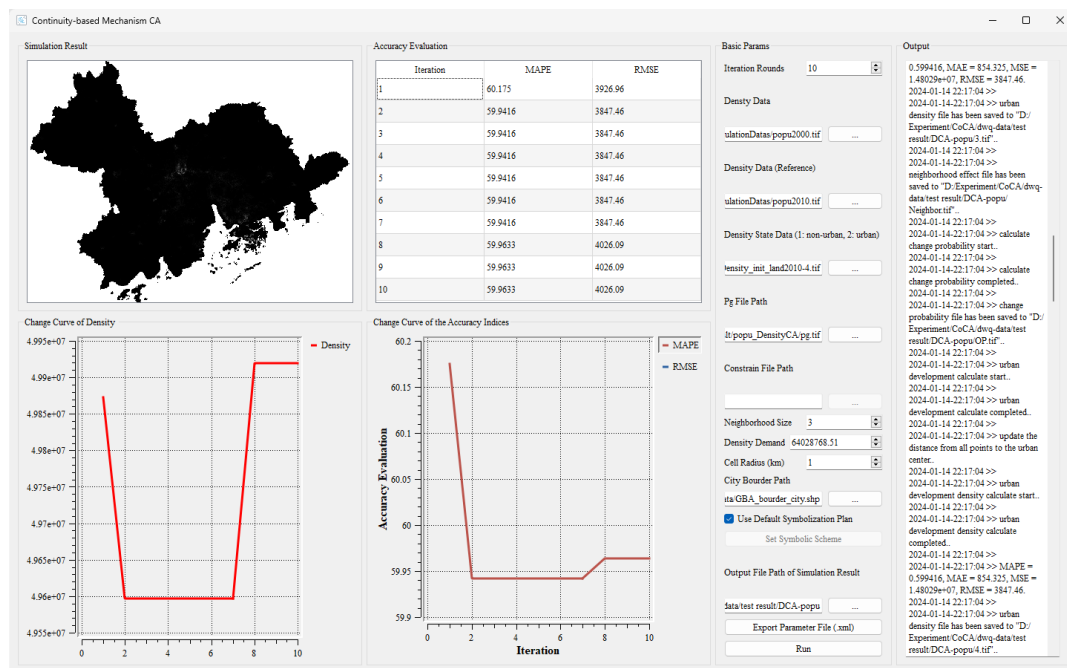 Continuity-based Mechanism CA
Simulation Result
Accuracy Evaluation
Iteration MAPE RMSE
1 60.175 3926.96
2 59.9416 3847.46
3 59.9416 3847.46
4 59.9416 3847.46
5 59.9416 3847.46
6 59.9416 3847.46
7 59.9416 3847.46
8 59.9633 4026.09
9 59.9633 4026.09
10 59.9633 4026.09
Change Curve of Density
4.995e+07
4.99e+07
4.985e+07
4.98e+07
4.975e+07
4.97e+07
4.965e+07
4.96e+07
4.955e+07
0 2 4 6 8 10
Density
Change Curve of the Accuracy Indices
Accuracy Evaluation
60.2
60.15
60.1
60.05
60
59.95
59.9
0 2 4 6 8 10
Iteration
MAPE
RMSE
Basic Params
Iteration Rounds 10
Densty Data
ulationDatas/popu2000.tif ...
Density Data (Reference)
ulationDatas/popu2010.tif ...
Density State Data (1: non-urban, 2: urban)
ensity_init_land2010-4.tif ...
Pg File Path
lt/popu_DensityCA/pg.tif ...
Constrain File Path
...
Neighborhood Size 3
Density Demand 64028768.51
Cell Radius (km) 1
City Bourder Path
ta/GBA_bourder_city.shp ...
Use Default Symbolization Plan
Set Symbolic Scheme
Output File Path of Simulation Result
data/test result/DCA-popu ...
Export Parameter File (.xml)
Run
Output
0.599416, MAE = 854.325, MSE =
1.48029e+07, RMSE = 3847.46.
2024-01-14 22:17:04 >>
2024-01-14-22:17:04 >> urban
density file has been saved to "D:/
Experiment/CoCA/dwq-data/test
result/DCA-popu/3.tif"..
2024-01-14 22:17:04 >>
2024-01-14-22:17:04 >>
neighborhood effect file has been
saved to "D:/Experiment/CoCA/dwq-
data/test result/DCA-popu/
Neighbor.tif"..
2024-01-14 22:17:04 >>
2024-01-14-22:17:04 >> calculate
change probability start..
2024-01-14 22:17:04 >>
2024-01-14-22:17:04 >> calculate
change probability completed..
2024-01-14 22:17:04 >>
2024-01-14-22:17:04 >> change
probability file has been saved to "D:/
Experiment/CoCA/dwq-data/test
result/DCA-popu/OP.tif"..
2024-01-14 22:17:04 >>
2024-01-14-22:17:04 >> urban
development calculate start..
2024-01-14 22:17:04 >>
2024-01-14-22:17:04 >> urban
development calculate completed..
2024-01-14 22:17:04 >>
2024-01-14-22:17:04 >> update the
distance from all points to the urban
center..
2024-01-14 22:17:04 >>
2024-01-14-22:17:04 >> urban
development density calculate start..
2024-01-14 22:17:04 >>
2024-01-14-22:17:04 >> urban
development density calculate
completed..
2024-01-14 22:17:04 >>
2024-01-14-22:17:04 >> MAPE =
0.599416, MAE = 854.325, MSE =
1.48029e+07, RMSE = 3847.46.
2024-01-14 22:17:04 >>
2024-01-14-22:17:04 >> urban
density file has been saved to "D:/
Experiment/CoCA/dwq-data/test
result/DCA-popu/4.tif"..